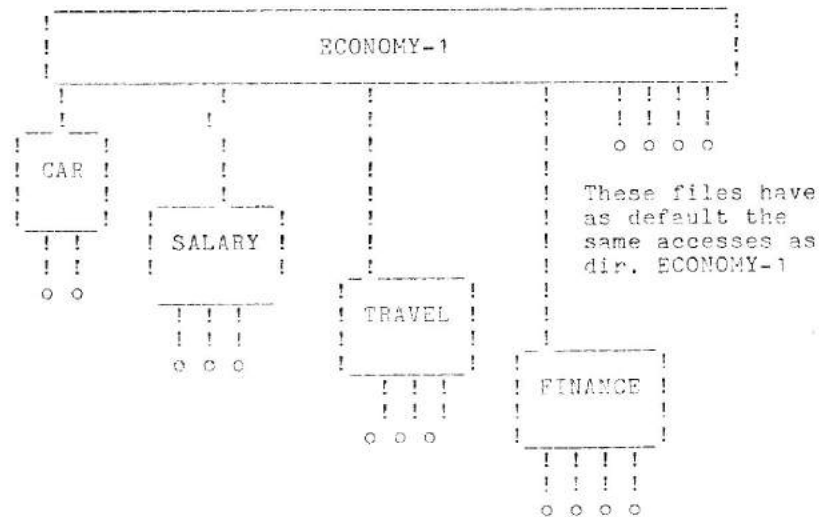 ECONOMY-1
CAR
SALARY
TRAVEL
FINANCE
These files have
as default the
same accesses as
dir. ECONOMY-1